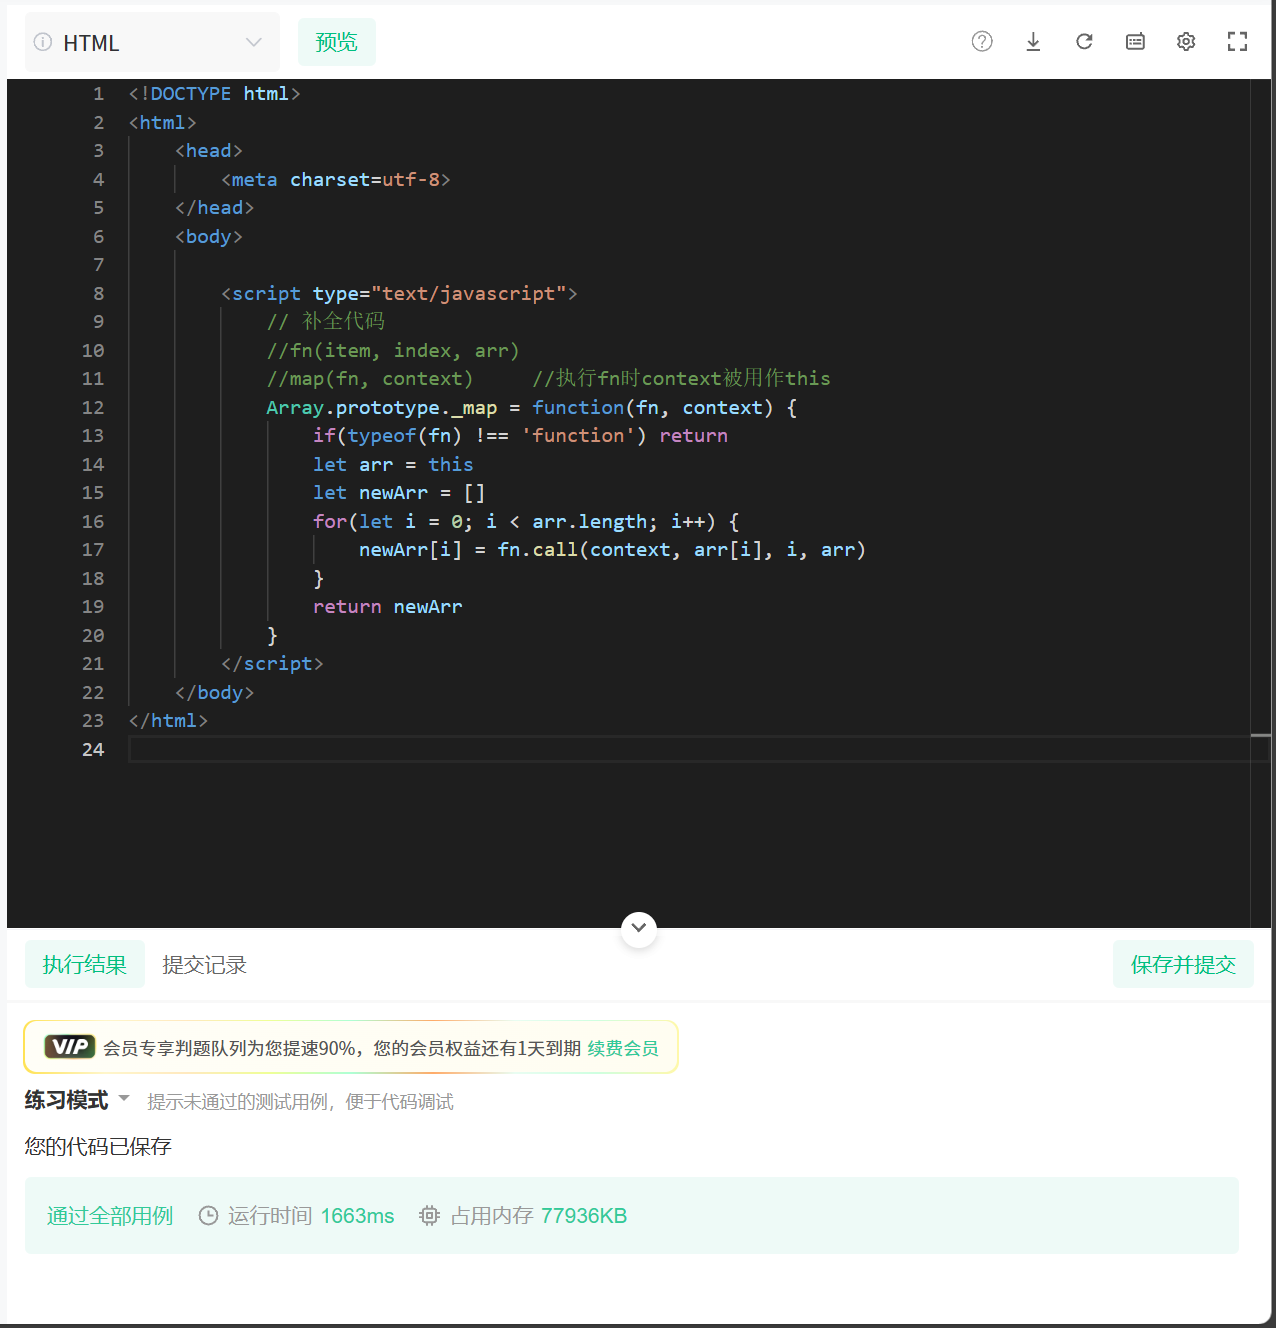 HTML
预览
1 <!DOCTYPE html>
2 <html>
3     <head>
4         <meta charset=utf-8>
5     </head>
6     <body>
7
8         <script type="text/javascript">
9             // 补全代码
10             //fn(item, index, arr)
11             //map(fn, context)     //执行fn时context被用作this
12             Array.prototype._map = function(fn, context) {
13                 if(typeof(fn) !== 'function') return
14                 let arr = this
15                 let newArr = []
16                 for(let i = 0; i < arr.length; i++) {
17                     newArr[i] = fn.call(context, arr[i], i, arr)
18                 }
19                 return newArr
20             }
21         </script>
22     </body>
23 </html>
24
执行结果 提交记录 保存并提交
VIP 会员专享判题队列为您提速90%，您的会员权益还有1天到期 续费会员
练习模式 提示未通过的测试用例，便于代码调试
您的代码已保存
通过全部用例 运行时间 1663ms 占用内存 77936KB